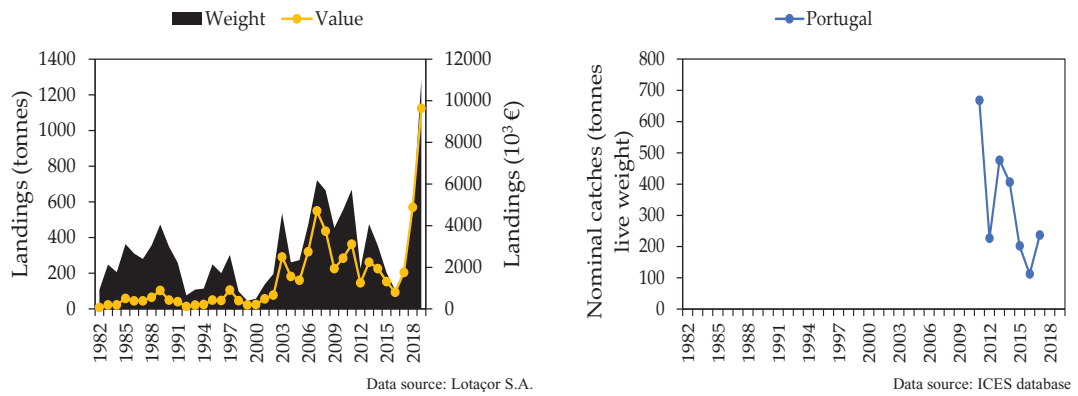 Weight Value
Landings (tonnes)
1400
1200
1000
800
600
400
200
0
12000
10000
8000
6000
4000
2000
0
Landings (10³ €)
1982 1985 1988 1991 1994 1997 2000 2003 2006 2009 2012 2015 2018
Data source: Lotaçor S.A.
Portugal
Nominal catches (tonnes
live weight)
800
700
600
500
400
300
200
100
0
1982 1985 1988 1991 1994 1997 2000 2003 2006 2009 2012 2015 2018
Data source: ICES database